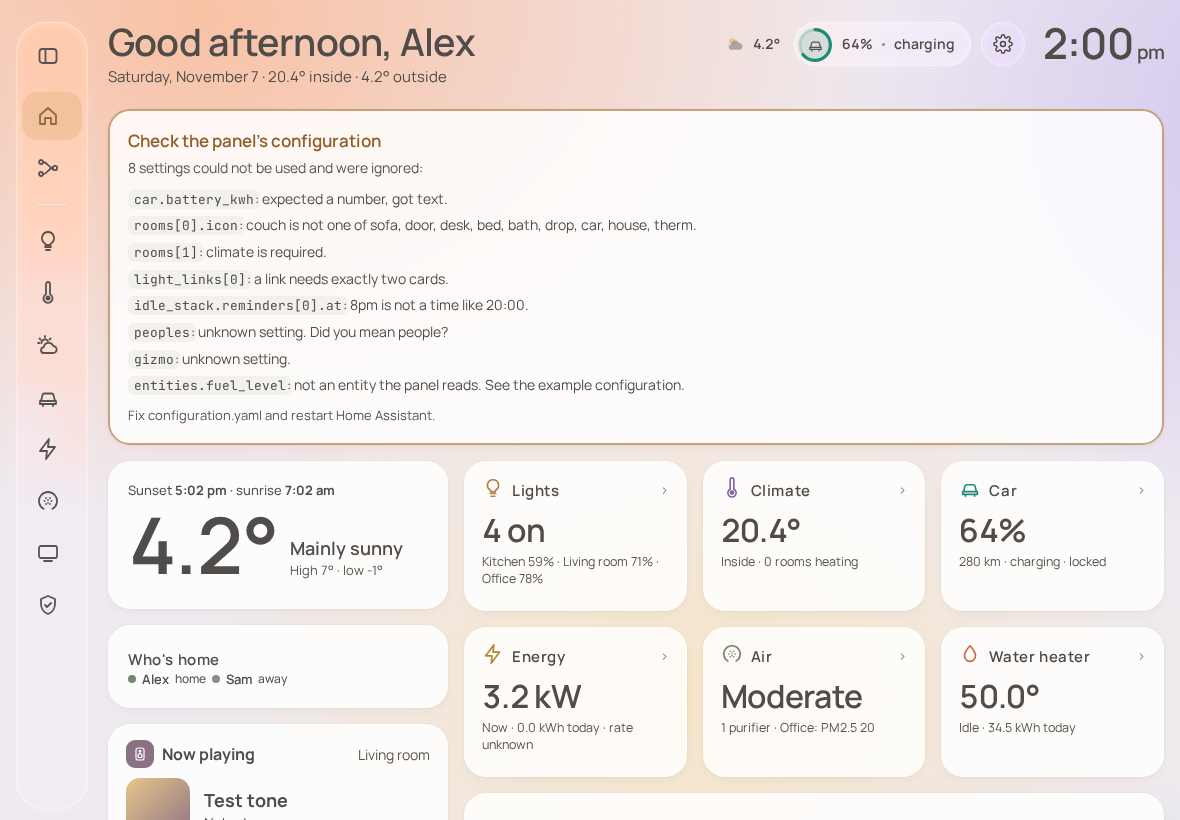 Good afternoon, Alex
Saturday, November 7 · 20.4° inside · 4.2° outside
4.2°
64% · charging
2:00 pm
Check the panel's configuration
8 settings could not be used and were ignored:
car.battery_kwh: expected a number, got text.
rooms[0].icon: couch is not one of sofa, door, desk, bed, bath, drop, car, house, therm.
rooms[1]: climate is required.
light_links[0]: a link needs exactly two cards.
idle_stack.reminders[0].at: 8pm is not a time like 20:00.
peoples: unknown setting. Did you mean people?
gizmo: unknown setting.
entities.fuel_level: not an entity the panel reads. See the example configuration.
Fix configuration.yaml and restart Home Assistant.
Sunset 5:02 pm · sunrise 7:02 am
4.2°
Mainly sunny
High 7° · low -1°
Lights
4 on
Kitchen 59% · Living room 71% ·
Office 78%
Climate
20.4°
Inside · 0 rooms heating
Car
64%
280 km · charging · locked
Who's home
Alex home Sam away
Energy
3.2 kW
Now · 0.0 kWh today · rate
unknown
Air
Moderate
1 purifier · Office: PM2.5 20
Water heater
50.0°
Idle · 34.5 kWh today
Now playing
Living room
Test tone